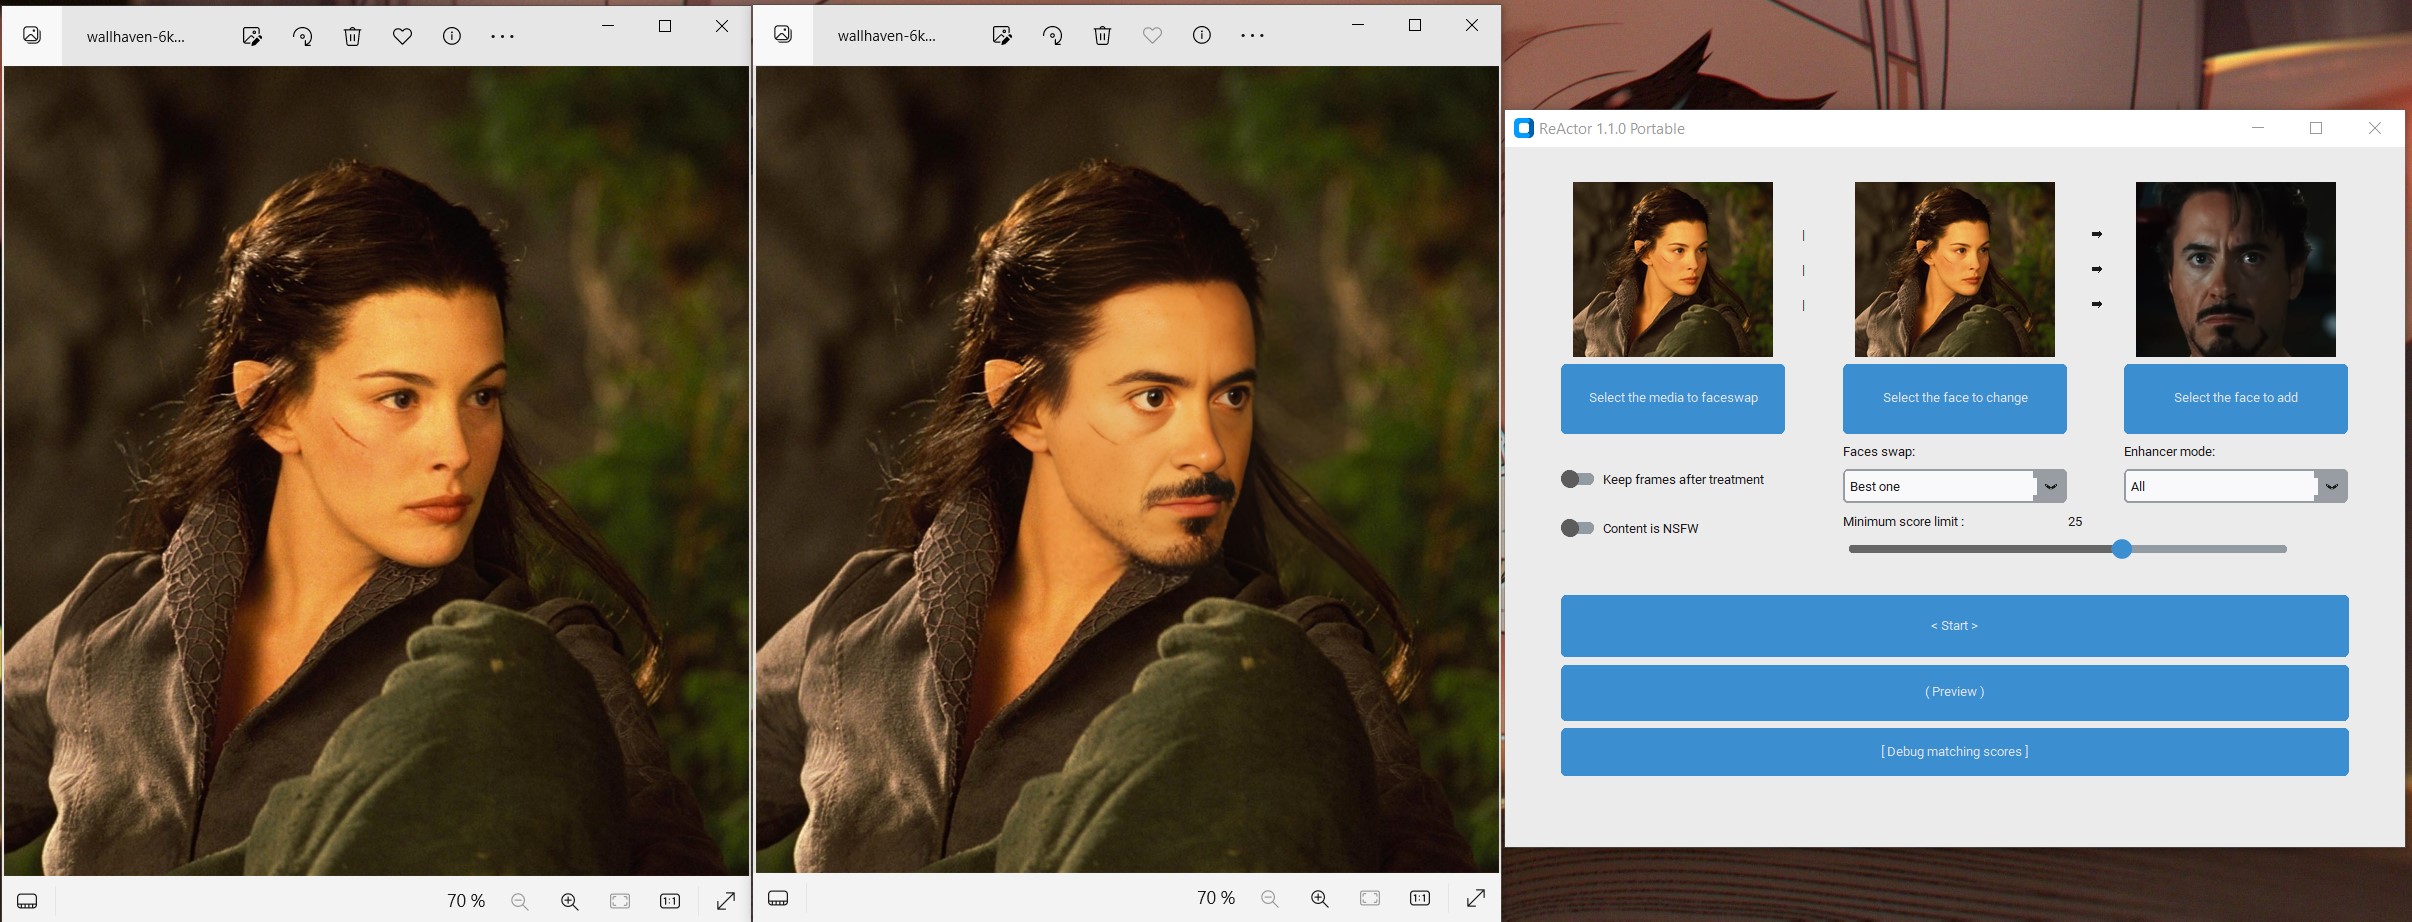 wallhaven-6k...
70 %
wallhaven-6k...
70 %
1:1
1:1
ReActor 1.1.0 Portable
Select the media to faceswap
Select the face to change
Select the face to add
Keep frames after treatment
Content is NSFW
Faces swap:
Best one
Enhancer mode:
All
Minimum score limit :
25
< Start >
( Preview )
[ Debug matching scores ]